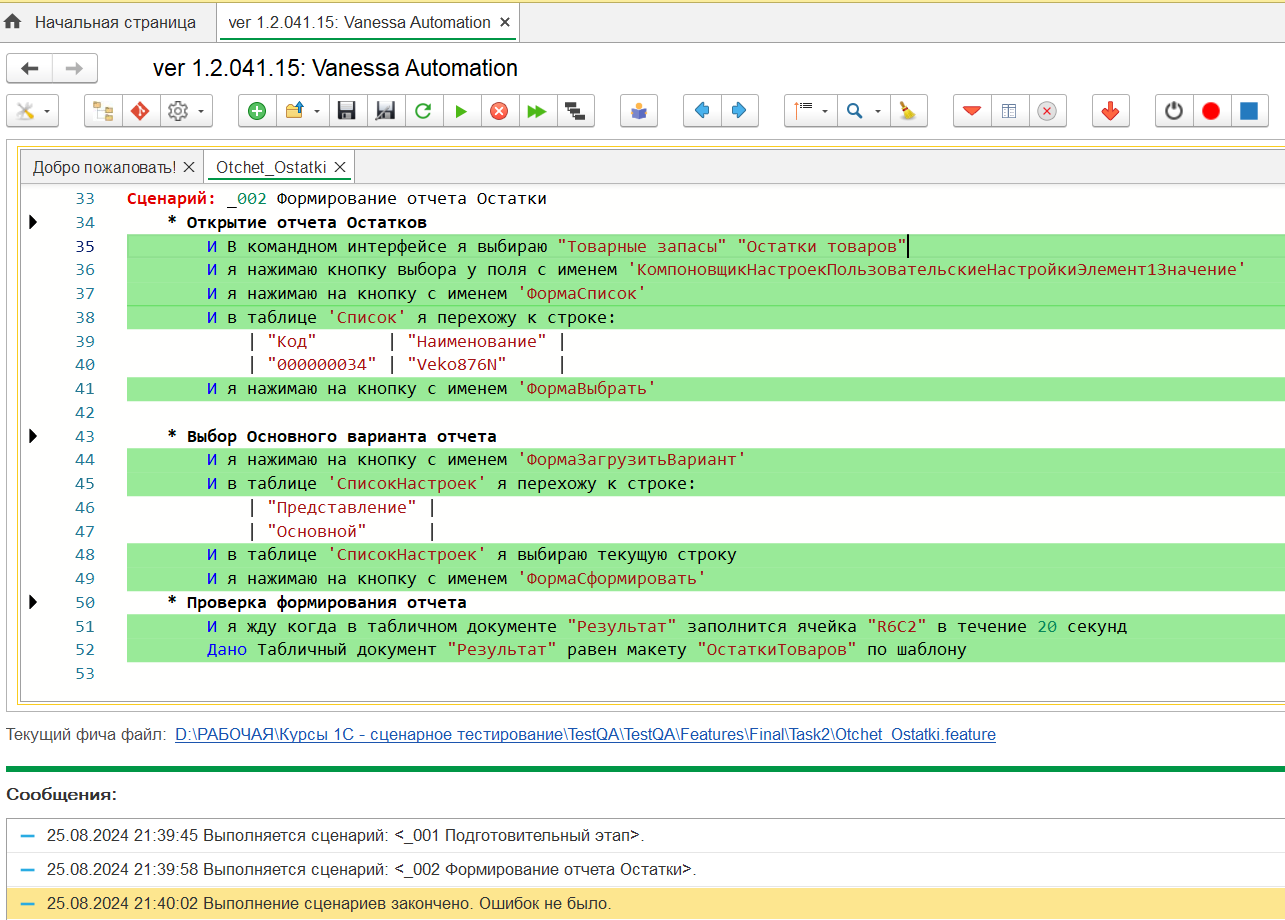 Начальная страница
ver 1.2.041.15: Vanessa Automation ×
ver 1.2.041.15: Vanessa Automation
Добро пожаловать! ×
Otchet_Ostatki ×
33 Сценарий: _002 Формирование отчета Остатки
34 * Открытие отчета Остатков
35 И В командном интерфейсе я выбираю "Товарные запасы" "Остатки товаров"
36 И я нажимаю кнопку выбора у поля с именем 'КомпоновщикНастроекПользовательскиеНастройкиЭлемент1Значение'
37 И я нажимаю на кнопку с именем 'ФормаСписок'
38 И в таблице 'Список' я перехожу к строке:
39 | "Код" | "Наименование" |
40 | "000000034" | "Veko876N" |
41 И я нажимаю на кнопку с именем 'ФормаВыбрать'
42
43 * Выбор Основного варианта отчета
44 И я нажимаю на кнопку с именем 'ФормаЗагрузитьВариант'
45 И в таблице 'СписокНастроек' я перехожу к строке:
46 | "Представление" |
47 | "Основной" |
48 И в таблице 'СписокНастроек' я выбираю текущую строку
49 И я нажимаю на кнопку с именем 'ФормаСформировать'
50 * Проверка формирования отчета
51 И я жду когда в табличном документе "Результат" заполнится ячейка "R6C2" в течение 20 секунд
52 Дано Табличный документ "Результат" равен макету "ОстаткиТоваров" по шаблону
53
Текущий фича файл: D:\РАБОЧАЯ\Курсы 1С - сценарное тестирование\TestQA\TestQA\Features\Final\Task2\Otchet_Ostatki.feature
Сообщения:
25.08.2024 21:39:45 Выполняется сценарий: <_001 Подготовительный этап>.
25.08.2024 21:39:58 Выполняется сценарий: <_002 Формирование отчета Остатки>.
25.08.2024 21:40:02 Выполнение сценариев закончено. Ошибок не было.